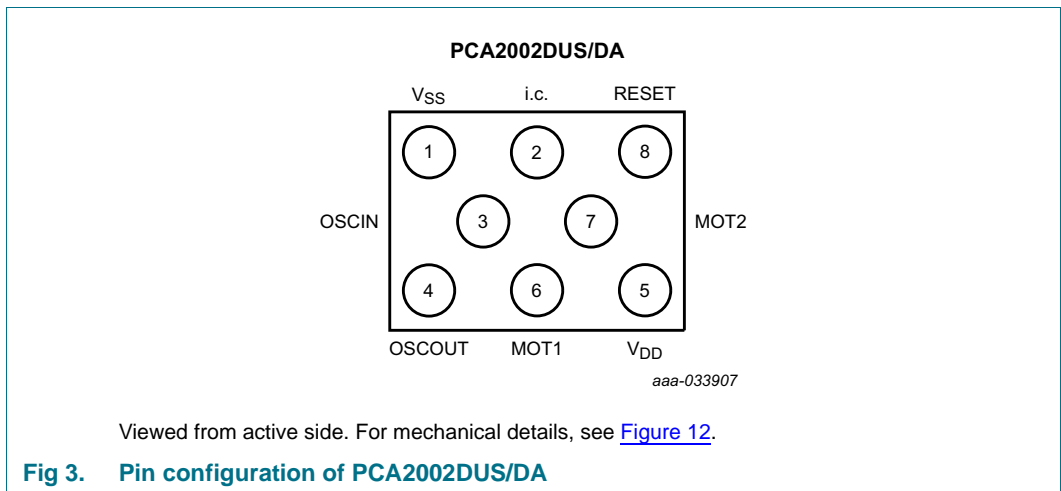 PCA2002DUS/DA
VSS i.c. RESET
1 2 8
OSCIN 3 7 MOT2
4 6 5
OSCOUT MOT1 VDD
aaa-033907
Viewed from active side. For mechanical details, see Figure 12.
Fig 3. Pin configuration of PCA2002DUS/DA